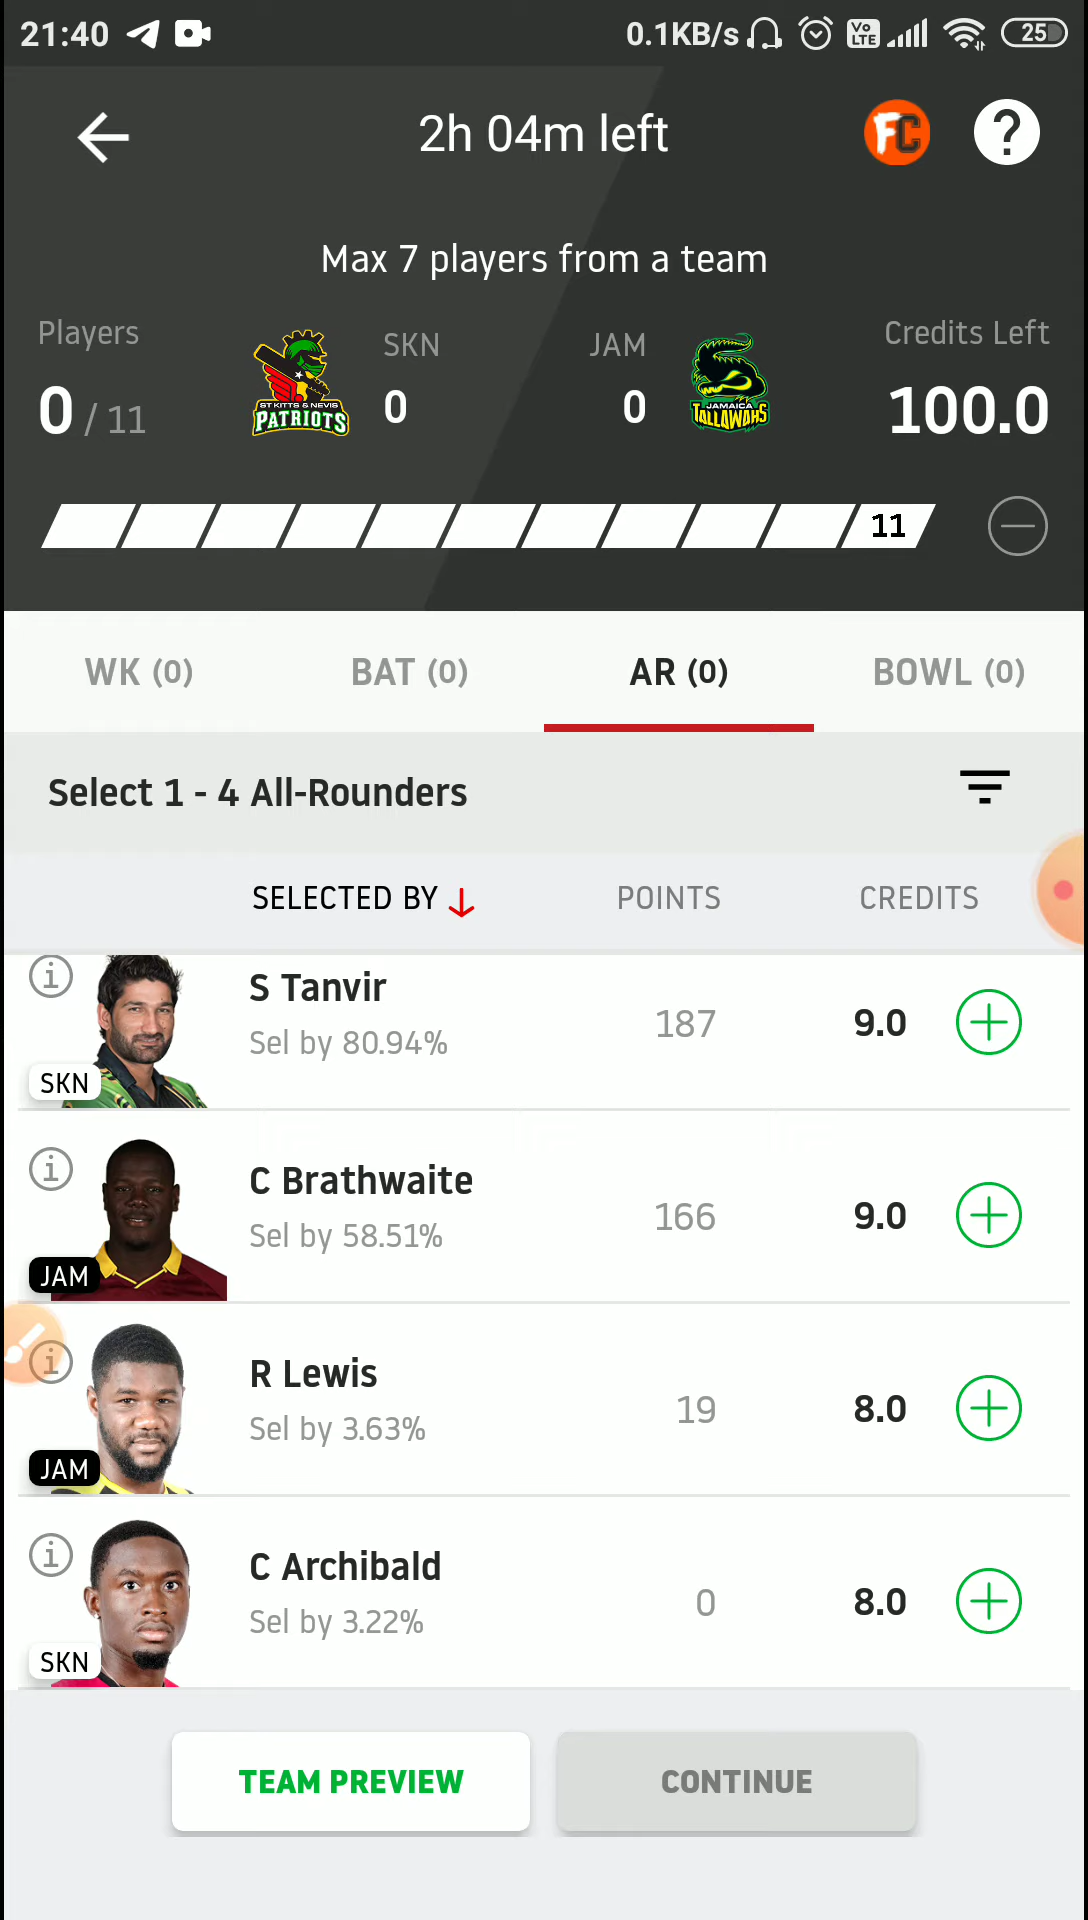 21:40
0.1KB/s
Vo
LTE
25
2h 04m left
FC
?
Max 7 players from a team
Players
SKN
JAM
Credits Left
0 / 11
0
0
100.0
ST KITTS & NEVIS
PATRIOTS
JAMAICA
TALLAWAHS
11
WK (0)
BAT (0)
AR (0)
BOWL (0)
Select 1 - 4 All-Rounders
SELECTED BY
POINTS
CREDITS
i
S Tanvir
Sel by 80.94%
187
9.0
SKN
i
C Brathwaite
Sel by 58.51%
166
9.0
JAM
i
R Lewis
Sel by 3.63%
19
8.0
JAM
i
C Archibald
Sel by 3.22%
0
8.0
SKN
TEAM PREVIEW
CONTINUE